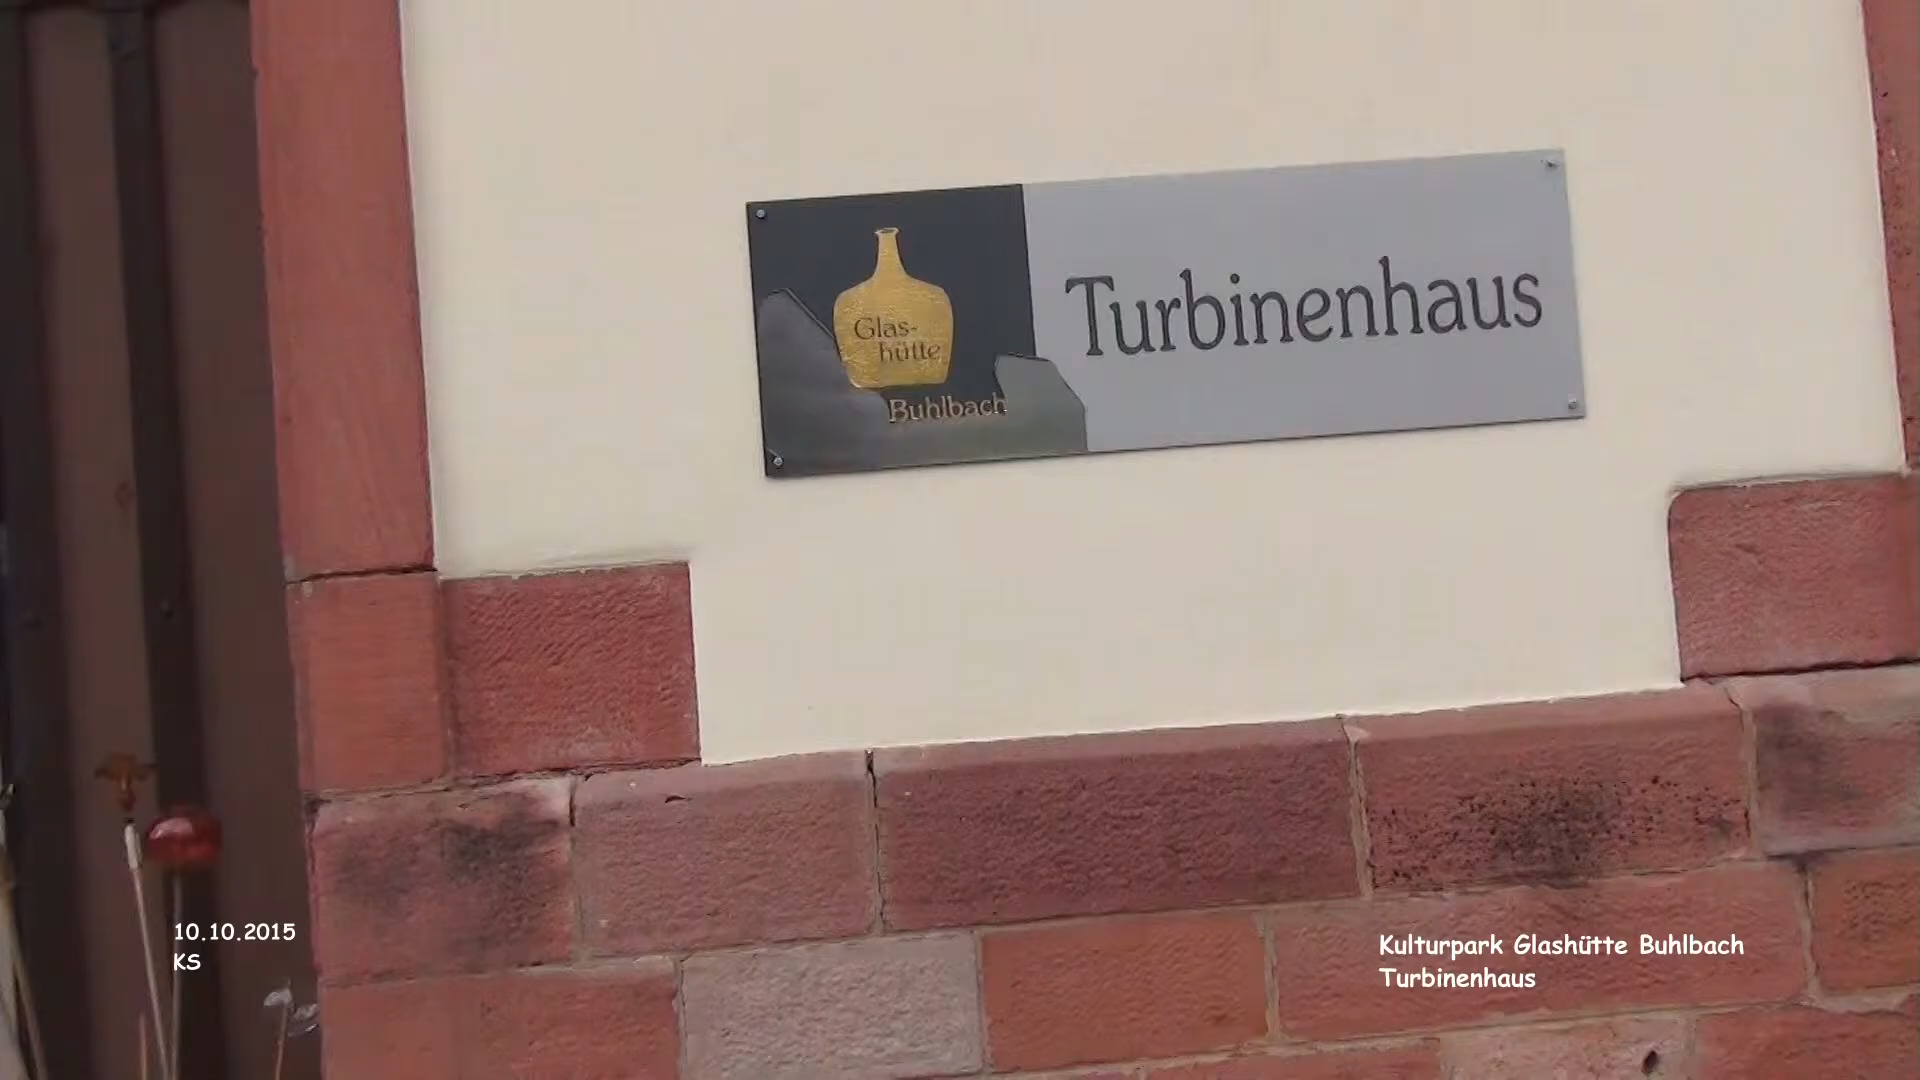 Glas-
hütte
Buhlbach
Turbinenhaus
10.10.2015
KS
Kulturpark Glashütte Buhlbach
Turbinenhaus